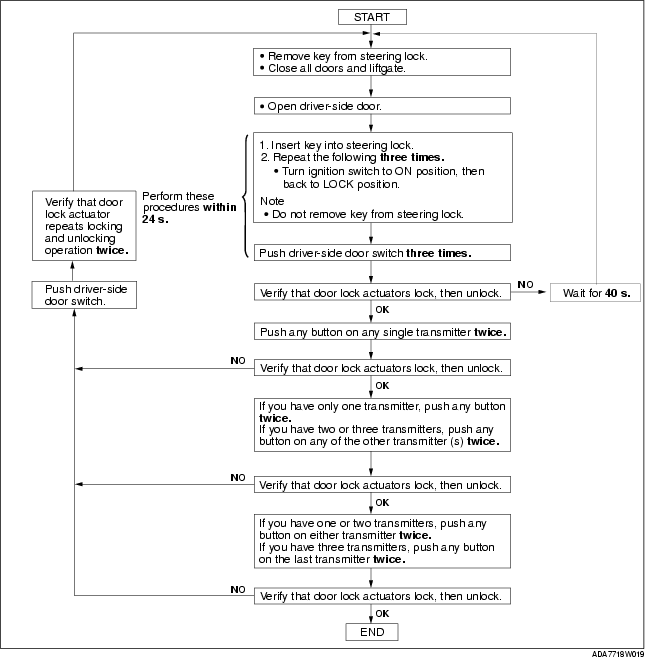 START
• Remove key from steering lock.
• Close all doors and liftgate.
• Open driver-side door.
1. Insert key into steering lock.
2. Repeat the following three times.
• Turn ignition switch to ON position, then
back to LOCK position.
Note
• Do not remove key from steering lock.
Perform these
procedures within
24 s.
Verify that door
lock actuator
repeats locking
and unlocking
operation twice.
Push driver-side door switch three times.
Push driver-side
door switch.
Verify that door lock actuators lock, then unlock.
NO
Wait for 40 s.
OK
Push any button on any single transmitter twice.
NO
Verify that door lock actuators lock, then unlock.
OK
If you have only one transmitter, push any button
twice.
If you have two or three transmitters, push any
button on any of the other transmitter (s) twice.
NO
Verify that door lock actuators lock, then unlock.
OK
If you have one or two transmitters, push any
button on either transmitter twice.
If you have three transmitters, push any button
on the last transmitter twice.
NO
Verify that door lock actuators lock, then unlock.
OK
END
ADA7718W019